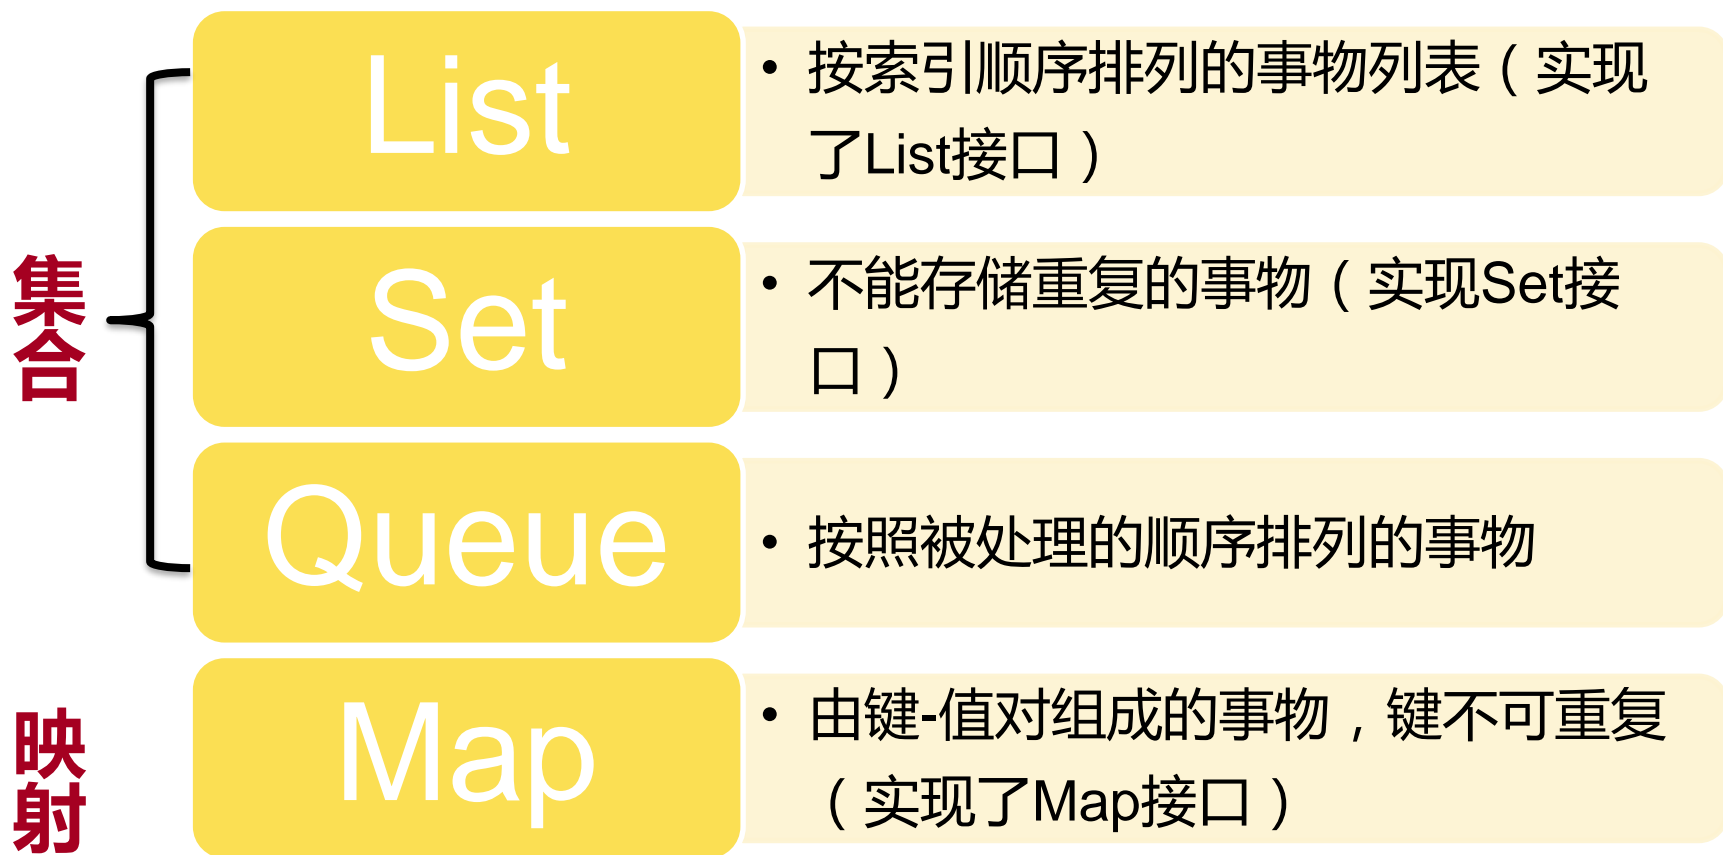 集合
List
• 按索引顺序排列的事物列表（实现
了List接口）
Set
• 不能存储重复的事物（实现Set接
口）
Queue
• 按照被处理的顺序排列的事物
映射
Map
• 由键-值对组成的事物，键不可重复
（实现了Map接口）